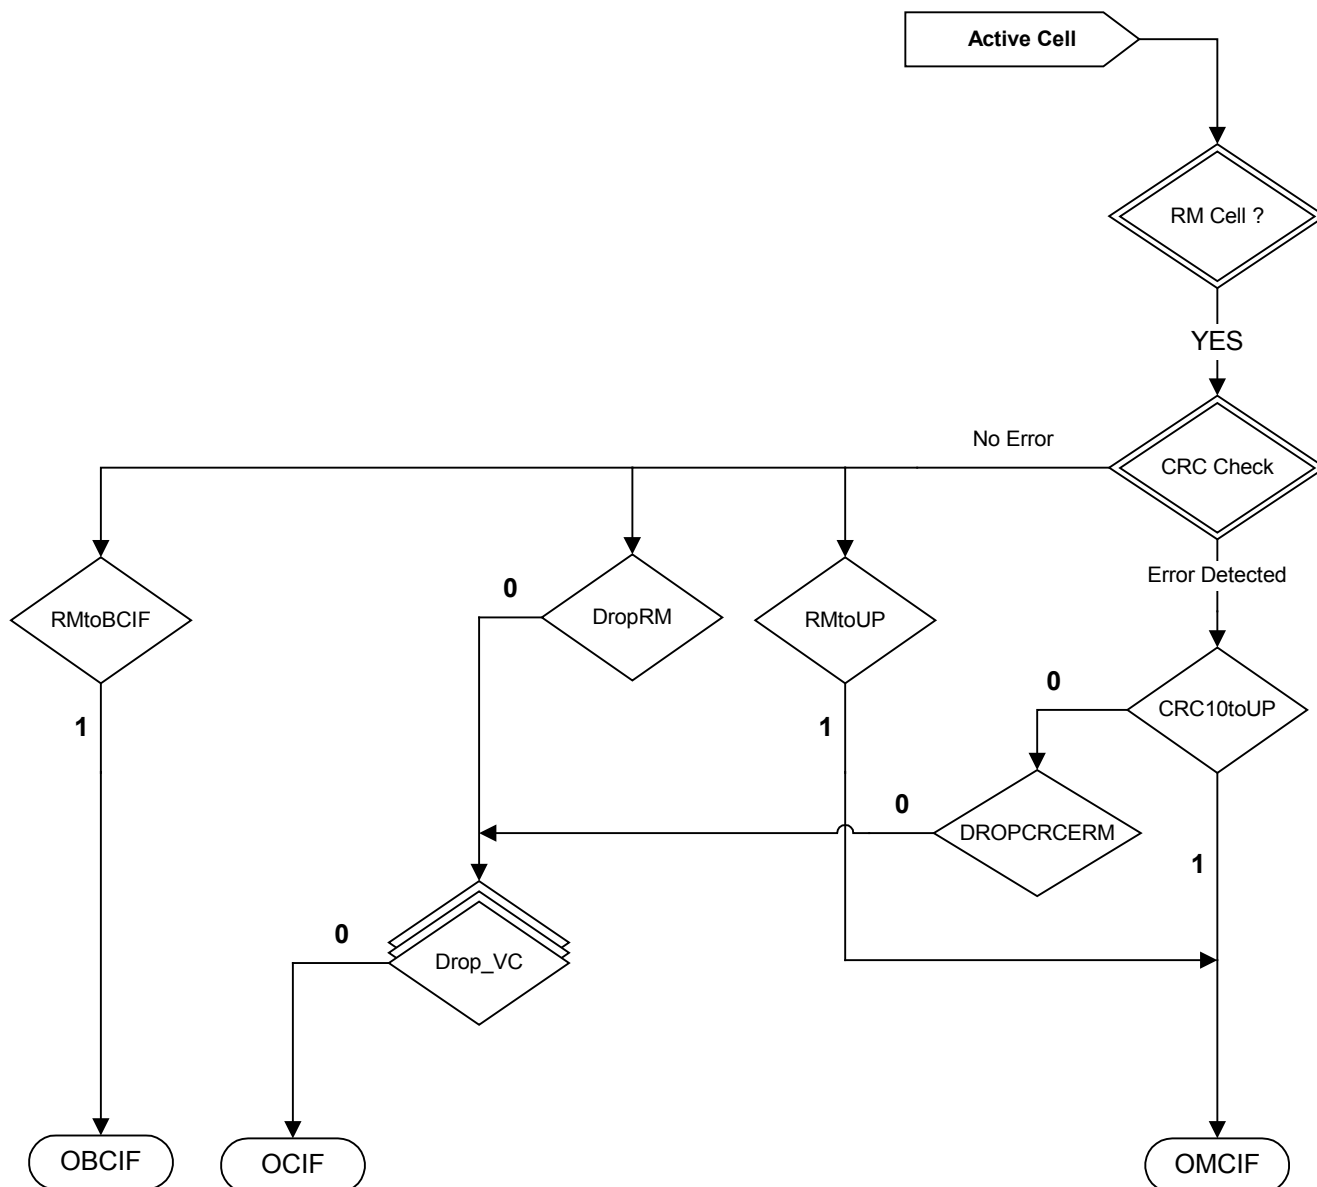 Active Cell
RM Cell ?
YES
No Error
CRC Check
Error Detected
RMtoBCIF
0
DropRM
RMtoUP
0
CRC10toUP
1
1
0
DROPCRCERM
1
0
Drop_VC
OBCIF
OCIF
OMCIF